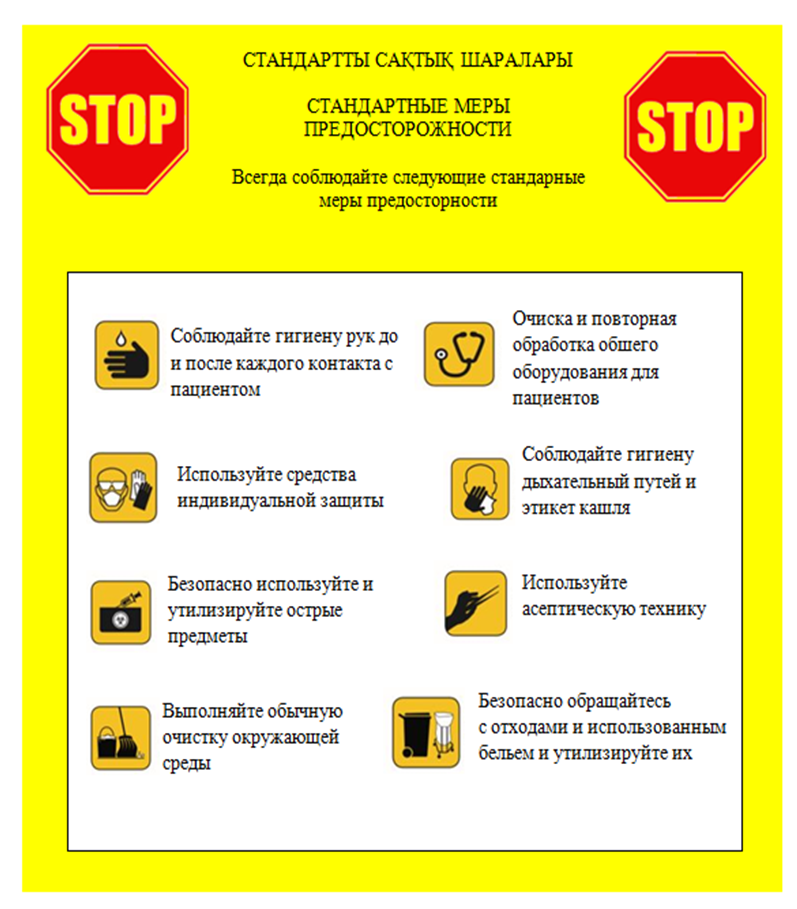 STOP
СТАНДАРТТЫ САҚТЫҚ ШАРАЛАРЫ
STOP
СТАНДАРТНЫЕ МЕРЫ
ПРЕДОСТОРОЖНОСТИ
Всегда соблюдайте следующие стандарные
меры предосторности
Соблюдайте гигиену рук до
и после каждого контакта с
пациентом
Очиска и повторная
обработка обшего
оборудования для
пациентов
Используйте средства
индивидуальной защиты
Соблюдайте гигиену
дыхательный путей и
этикет кашля
Безопасно используйте и
утилизируйте острые
предметы
Используйте
асептическую технику
Выполняйте обычную
очистку окружающей
среды
Безопасно обращайтесь
с отходами и использованным
бельем и утилизируйте их